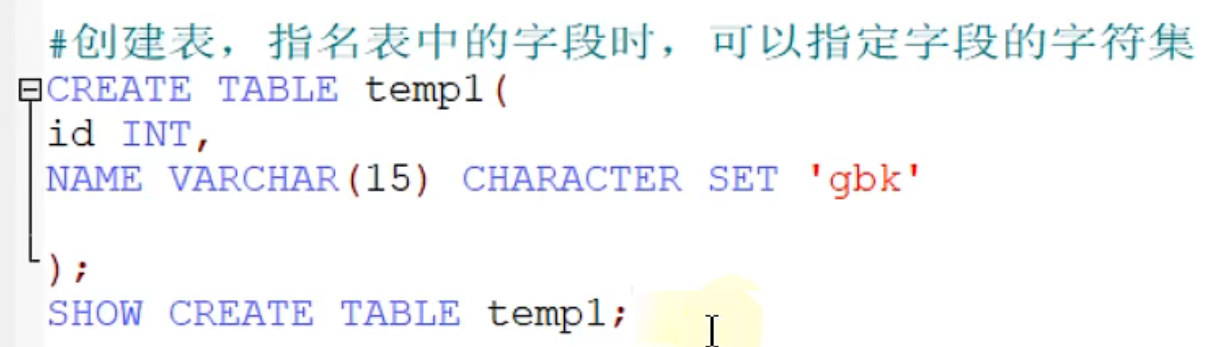 #创建表，指名表中的字段时，可以指定字段的字符集
CREATE TABLE temp1(
id INT,
NAME VARCHAR(15) CHARACTER SET 'gbk'
);
SHOW CREATE TABLE temp1;